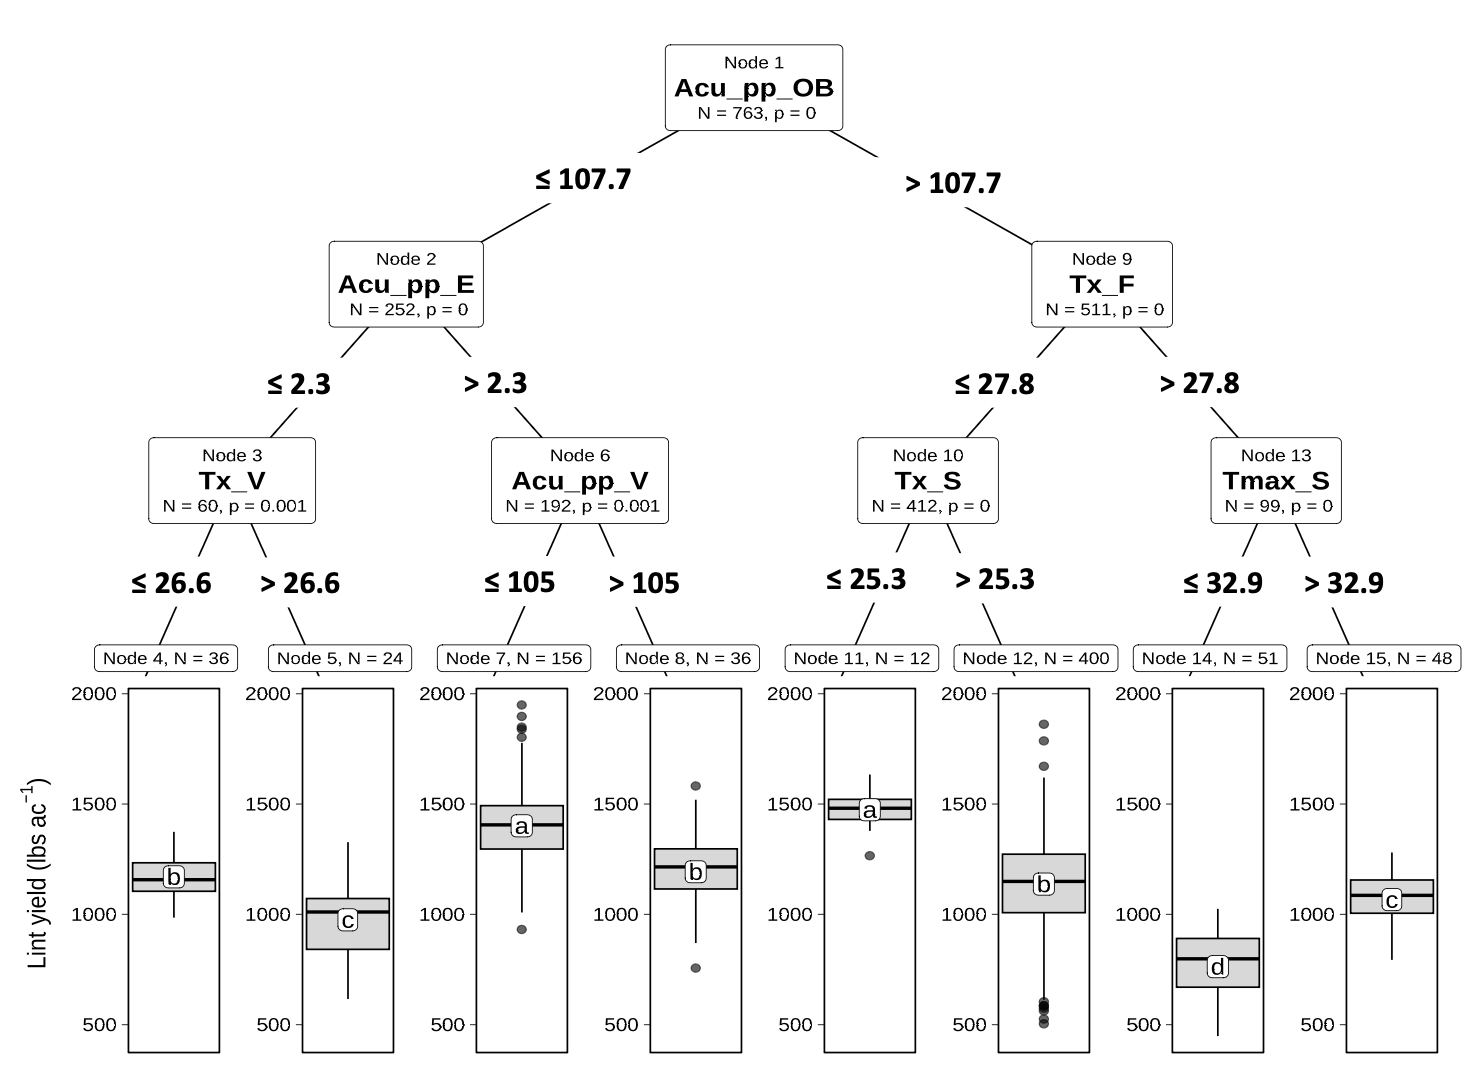 Node 1
Acu_pp_OB
N = 763, p = 0
≤ 107.7
> 107.7
Node 2
Acu_pp_E
N = 252, p = 0
Node 9
Tx_F
N = 511, p = 0
≤ 2.3
> 2.3
≤ 27.8
> 27.8
Node 3
Tx_V
N = 60, p = 0.001
Node 6
Acu_pp_V
N = 192, p = 0.001
Node 10
Tx_S
N = 412, p = 0
Node 13
Tmax_S
N = 99, p = 0
≤ 26.6
> 26.6
≤ 105
> 105
≤ 25.3
> 25.3
≤ 32.9
> 32.9
Node 4, N = 36
Node 5, N = 24
Node 7, N = 156
Node 8, N = 36
Node 11, N = 12
Node 12, N = 400
Node 14, N = 51
Node 15, N = 48
Lint yield (lbs ac⁻¹)
2000
1500
1000
500
b
2000
1500
1000
500
c
2000
1500
1000
500
a
2000
1500
1000
500
b
2000
1500
1000
500
a
2000
1500
1000
500
b
2000
1500
1000
500
d
2000
1500
1000
500
c